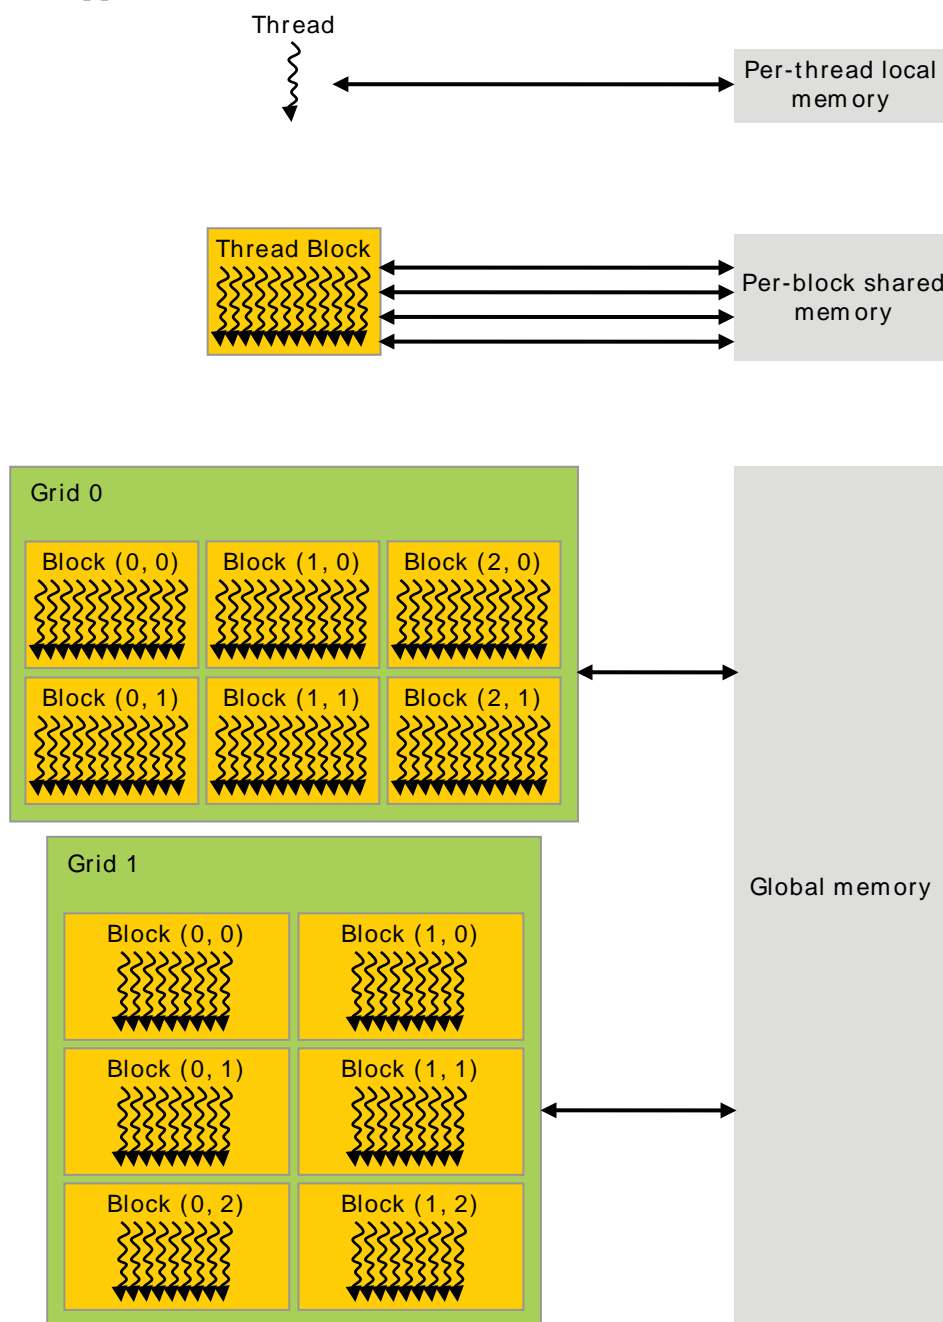 Thread
Per-thread local
memory
Thread Block
Per-block shared
memory
Grid 0
Block (0, 0)
Block (1, 0)
Block (2, 0)
Block (0, 1)
Block (1, 1)
Block (2, 1)
Grid 1
Global memory
Block (0, 0)
Block (1, 0)
Block (0, 1)
Block (1, 1)
Block (0, 2)
Block (1, 2)